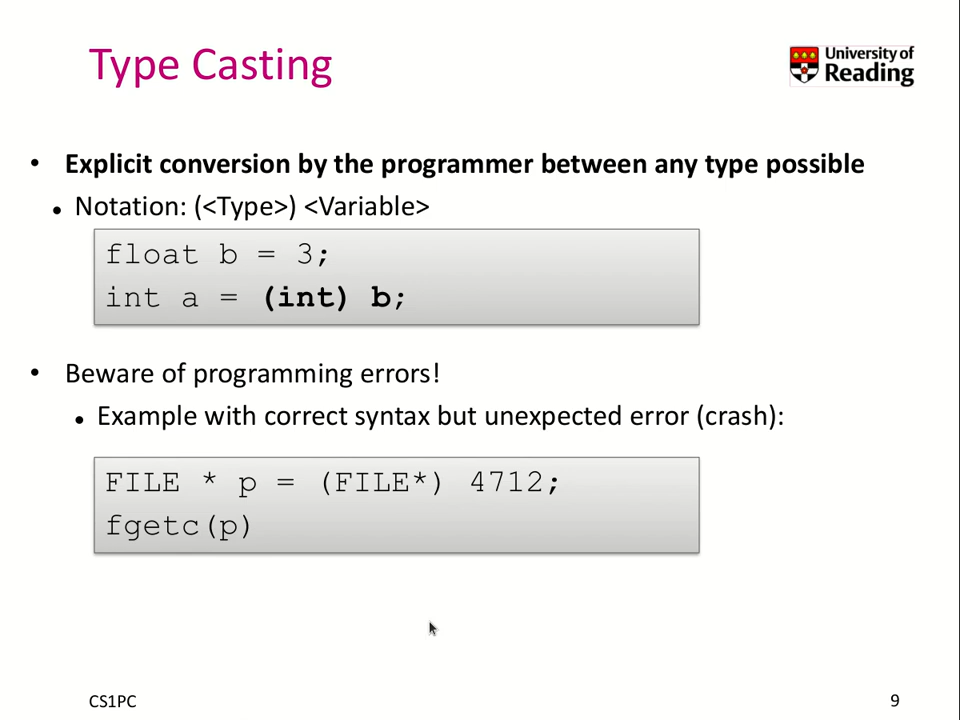 Type Casting
University of
Reading
• Explicit conversion by the programmer between any type possible
• Notation: (<Type>) <Variable>
float b = 3;
int a = (int) b;
• Beware of programming errors!
• Example with correct syntax but unexpected error (crash):
FILE * p = (FILE*) 4712;
fgetc(p)
CS1PC
9